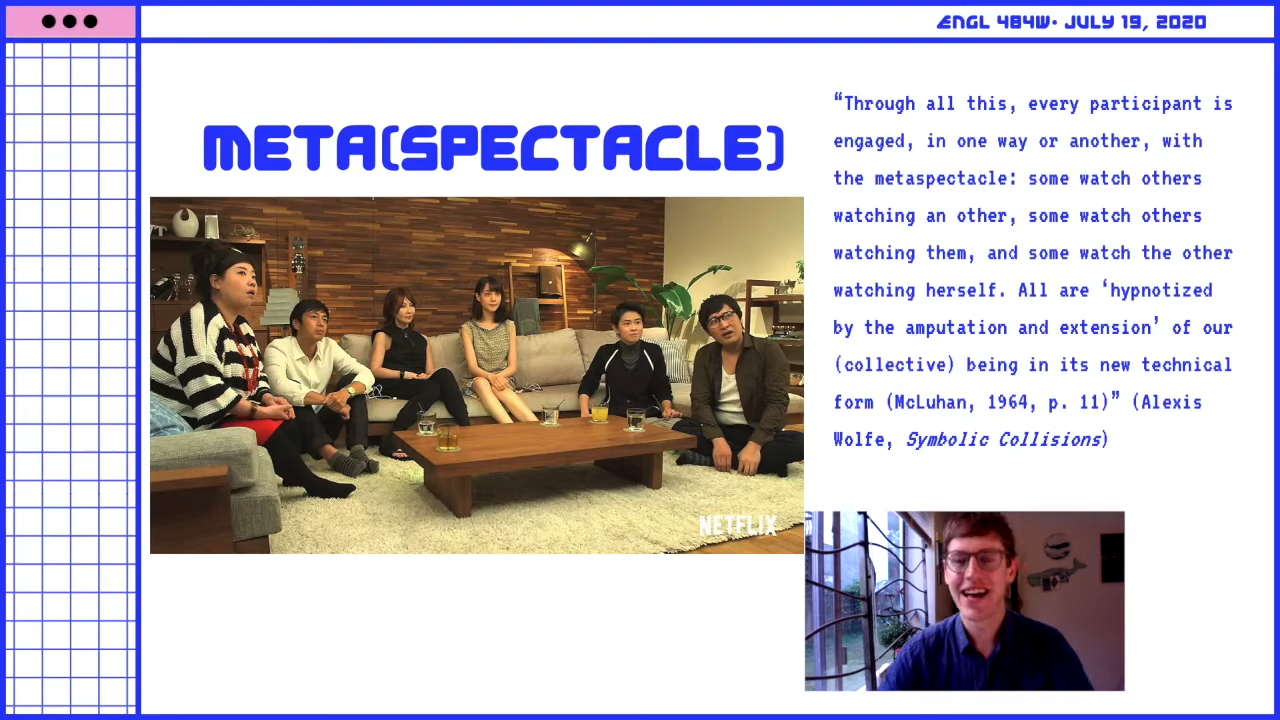 ENGL 484W• JULY 19, 2020
META(SPECTACLE)
“Through all this, every participant is
engaged, in one way or another, with
the metaspectacle: some watch others
watching an other, some watch others
watching them, and some watch the other
watching herself. All are ‘hypnotized
by the amputation and extension’ of our
(collective) being in its new technical
form (McLuhan, 1964, p. 11)” (Alexis
Wolfe, Symbolic Collisions)
NETFLIX